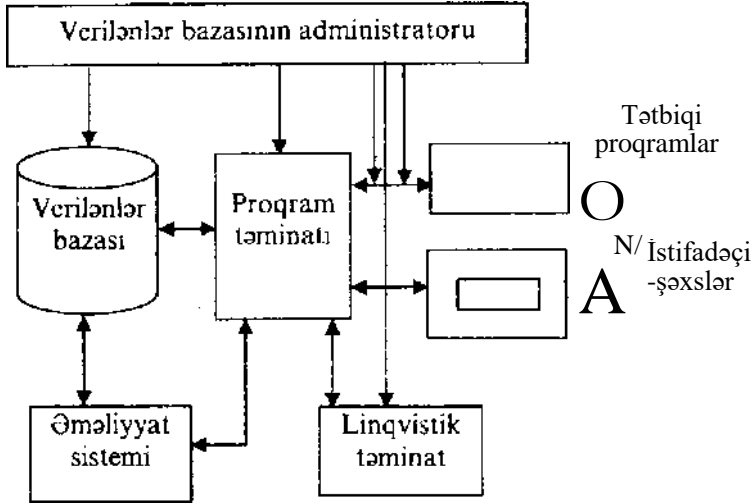 Verilənlər bazasının administratoru
Tətbiqi
proqramlar
Verilənlər
bazası
Proqram
təminatı
O
N/
A
İstifadəçi
-şəxslər
Əməliyyat
sistemi
Linqvistik
təminat